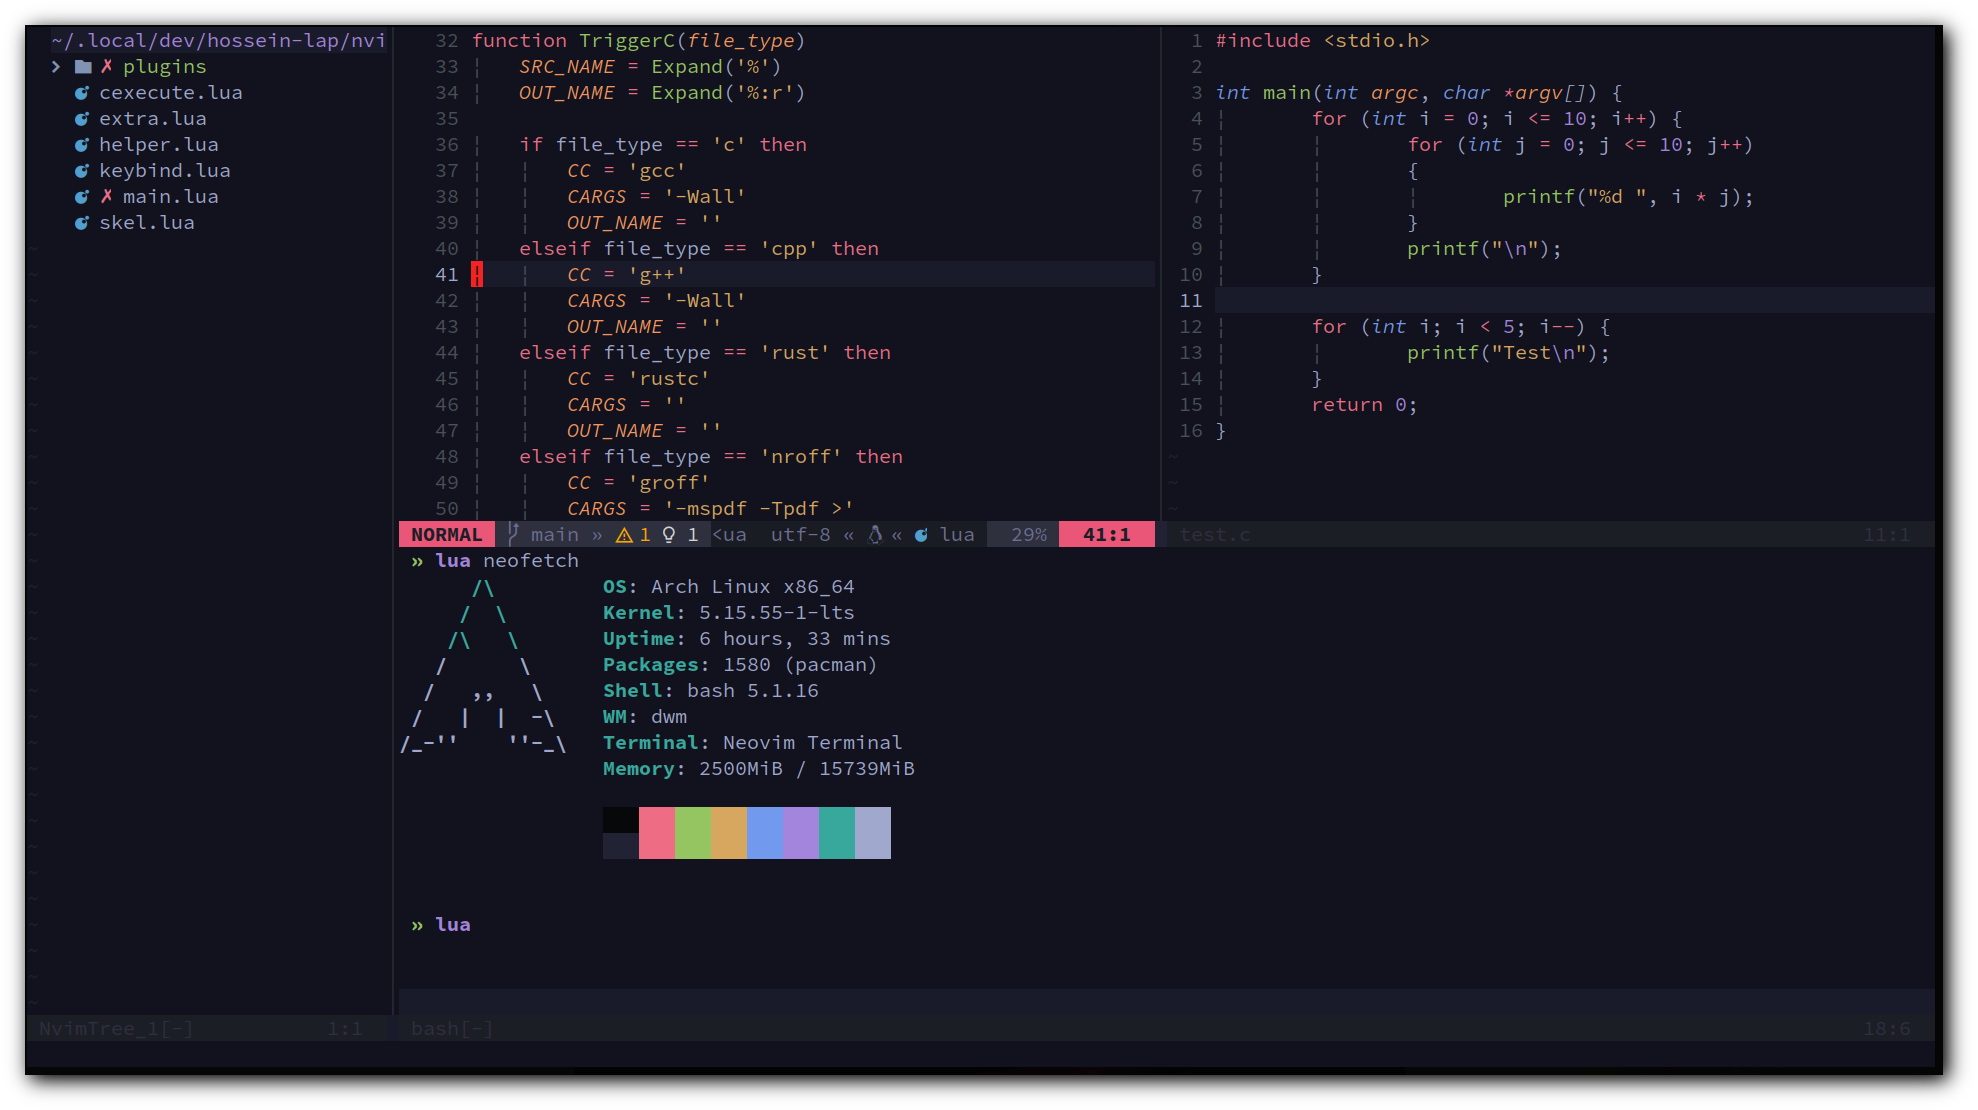 ~/.local/dev/hossein-lap/nvi
plugins
cexecute.lua
extra.lua
helper.lua
keybind.lua
main.lua
skel.lua
NvimTree_1[-] 1:1
32 function TriggerC(file_type)
33 SRC_NAME = Expand('%')
34 OUT_NAME = Expand('%:r')
35
36 if file_type == 'c' then
37 CC = 'gcc'
38 CARGS = '-Wall'
39 OUT_NAME = ''
40 elseif file_type == 'cpp' then
41 CC = 'g++'
42 CARGS = '-Wall'
43 OUT_NAME = ''
44 elseif file_type == 'rust' then
45 CC = 'rustc'
46 CARGS = ''
47 OUT_NAME = ''
48 elseif file_type == 'nroff' then
49 CC = 'groff'
50 CARGS = '-mspdf -Tpdf >'
NORMAL main » 1 1 <ua utf-8 « « lua 29% 41:1
1 #include <stdio.h>
2
3 int main(int argc, char *argv[]) {
4 for (int i = 0; i <= 10; i++) {
5 for (int j = 0; j <= 10; j++)
6 {
7 printf("%d ", i * j);
8 }
9 printf("\n");
10 }
11
12 for (int i; i < 5; i--) {
13 printf("Test\n");
14 }
15 return 0;
16 }
test.c 11:1
» lua neofetch
OS: Arch Linux x86_64
Kernel: 5.15.55-1-lts
Uptime: 6 hours, 33 mins
Packages: 1580 (pacman)
Shell: bash 5.1.16
WM: dwm
Terminal: Neovim Terminal
Memory: 2500MiB / 15739MiB
» lua
bash[-] 18:6